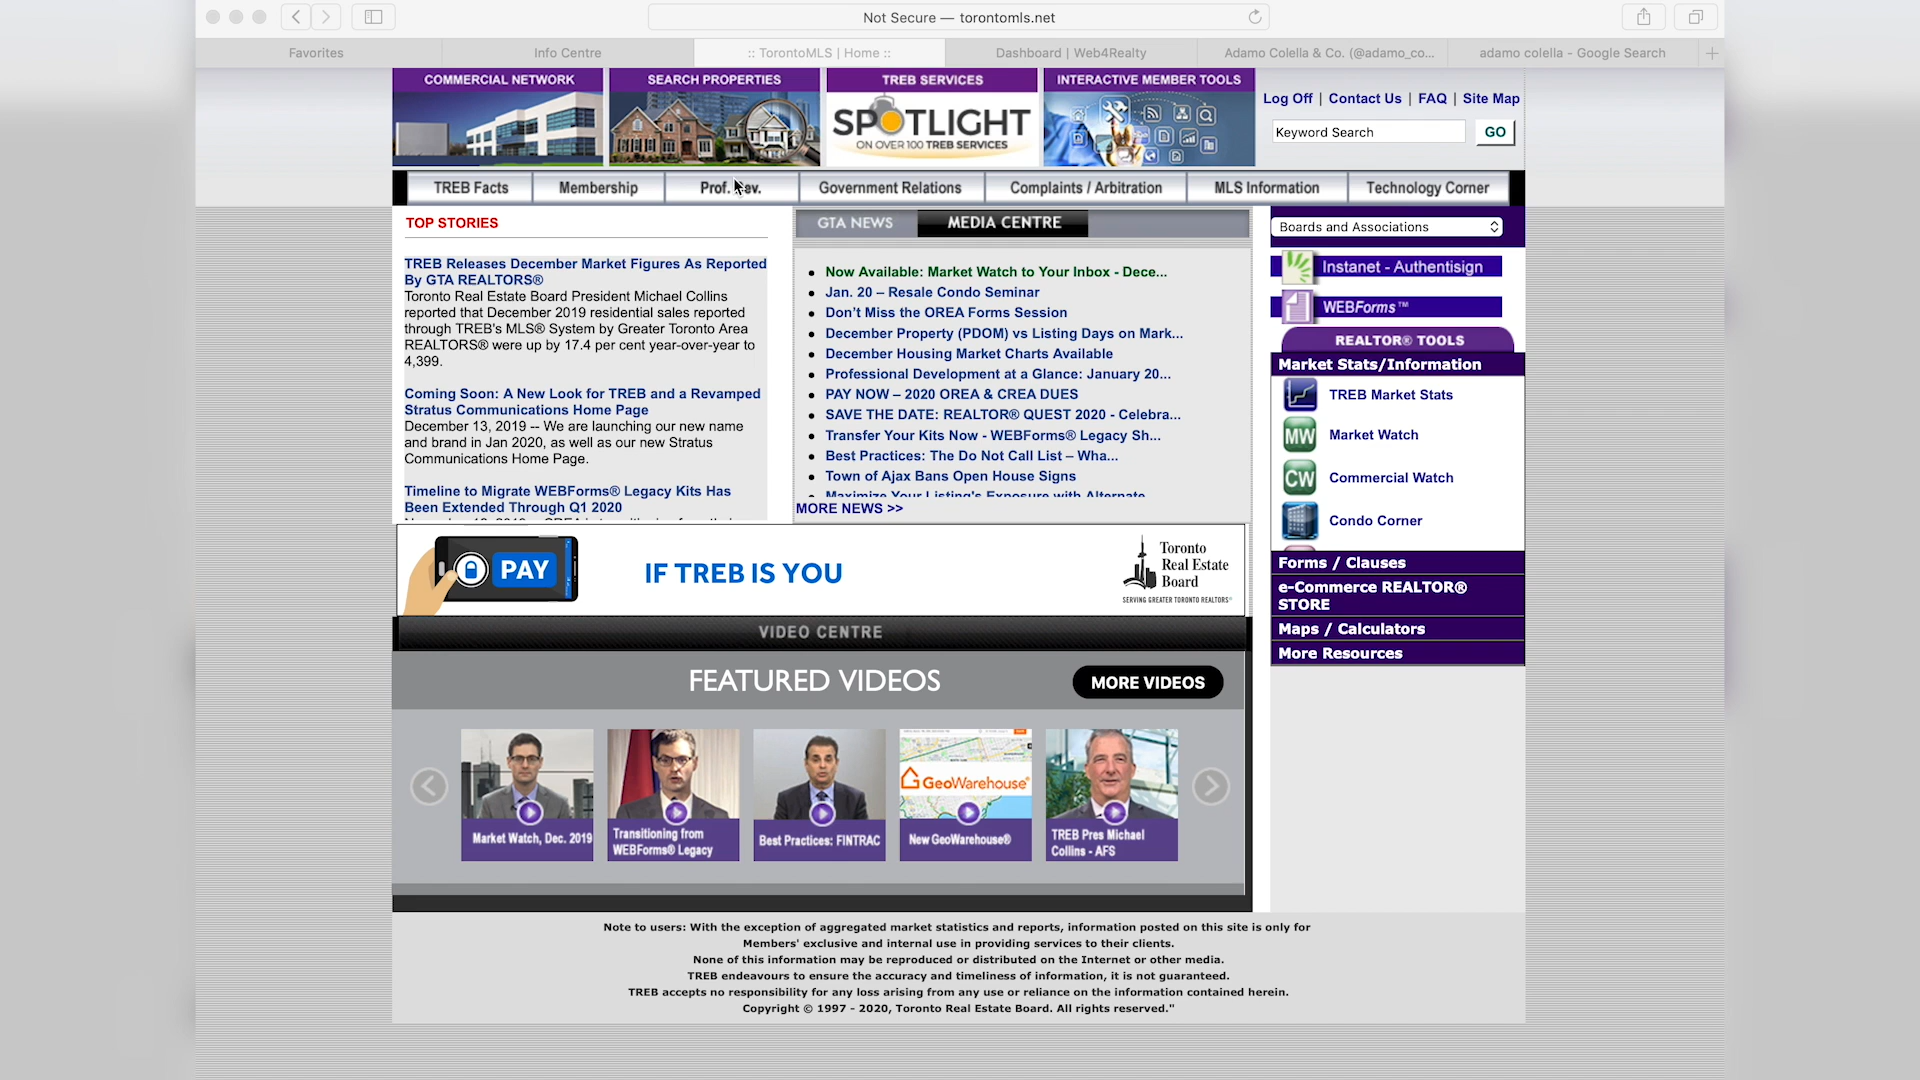 Not Secure — torontomls.net
Favorites
Info Centre
:: TorontoMLS | Home ::
Dashboard | Web4Realty
Adamo Colella & Co. (@adamo_co...
adamo colella - Google Search
COMMERCIAL NETWORK
SEARCH PROPERTIES
TREB SERVICES
INTERACTIVE MEMBER TOOLS
SPOTLIGHT
ON OVER 100 TREB SERVICES
Log Off | Contact Us | FAQ | Site Map
Keyword Search
GO
TREB Facts
Membership
Prof.
Government Relations
Complaints / Arbitration
MLS Information
Technology Corner
TOP STORIES
TREB Releases December Market Figures As Reported
By GTA REALTORS®
Toronto Real Estate Board President Michael Collins
reported that December 2019 residential sales reported
through TREB's MLS® System by Greater Toronto Area
REALTORS® were up by 17.4 per cent year-over-year to
4,399.
Coming Soon: A New Look for TREB and a Revamped
Stratus Communications Home Page
December 13, 2019 -- We are launching our new name
and brand in Jan 2020, as well as our new Stratus
Communications Home Page.
Timeline to Migrate WEBForms® Legacy Kits Has
Been Extended Through Q1 2020
GTA NEWS
MEDIA CENTRE
Now Available: Market Watch to Your Inbox - Dece...
Jan. 20 – Resale Condo Seminar
Don't Miss the OREA Forms Session
December Property (PDOM) vs Listing Days on Mark...
December Housing Market Charts Available
Professional Development at a Glance: January 20...
PAY NOW – 2020 OREA & CREA DUES
SAVE THE DATE: REALTOR® QUEST 2020 - Celebra...
Transfer Your Kits Now - WEBForms® Legacy Sh...
Best Practices: The Do Not Call List – Wha...
Town of Ajax Bans Open House Signs
Maximize Your Listing's Exposure with Alternate
MORE NEWS >>
Boards and Associations
Instanet - Authentisign
WEBForms™
REALTOR® TOOLS
Market Stats/Information
TREB Market Stats
MW
Market Watch
CW
Commercial Watch
Condo Corner
Forms / Clauses
e-Commerce REALTOR®
STORE
Maps / Calculators
More Resources
PAY
IF TREB IS YOU
Toronto
Real Estate
Board
SERVING GREATER TORONTO REALTORS®
VIDEO CENTRE
FEATURED VIDEOS
MORE VIDEOS
Market Watch, Dec. 2019
Transitioning from
WEBForms® Legacy
Best Practices: FINTRAC
GeoWarehouse®
New GeoWarehouse®
TREB Pres Michael
Collins - AFS
Note to users: With the exception of aggregated market statistics and reports, information posted on this site is only for
Members' exclusive and internal use in providing services to their clients.
None of this information may be reproduced or distributed on the Internet or other media.
TREB endeavours to ensure the accuracy and timeliness of information, it is not guaranteed.
TREB accepts no responsibility for any loss arising from any use or reliance on the information contained herein.
Copyright © 1997 - 2020, Toronto Real Estate Board. All rights reserved."